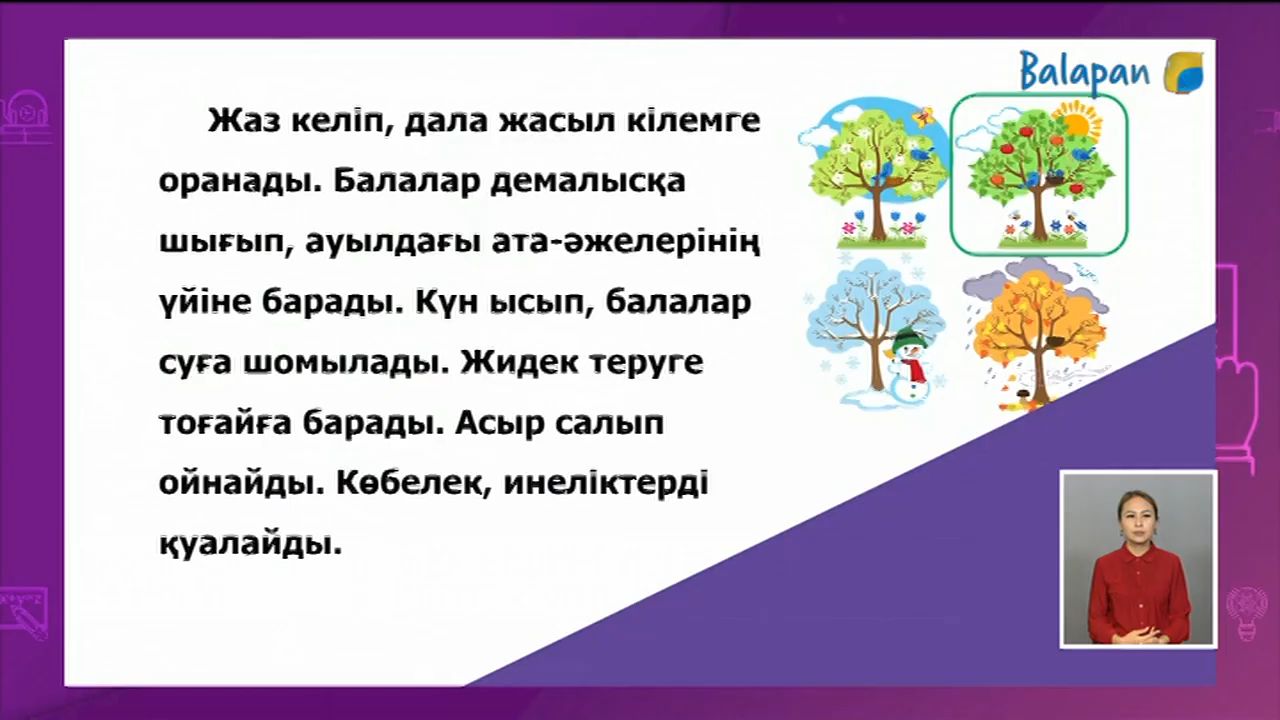 Balapan
Жаз келіп, дала жасыл кілемге
оранады. Балалар демалысқа
шығып, ауылдағы ата-әжелерінің
үйіне барады. Күн ысып, балалар
суға шомылады. Жидек теруге
тоғайға барады. Асыр салып
ойнайды. Көбелек, инеліктерді
қуалайды.